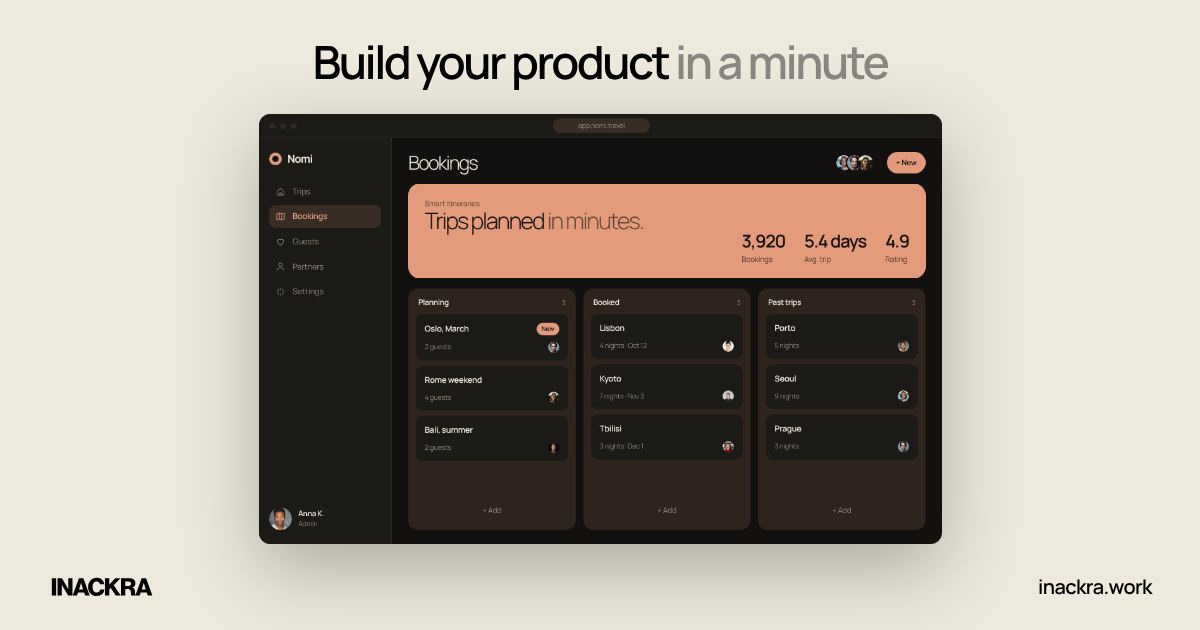 Build your product in a minute
app.nomi.travel
Nomi
Trips
Bookings
Guests
Partners
Settings
Anna K.
Admin
Bookings
+ New
Smart itineraries
Trips planned in minutes.
3,920
Bookings
5.4 days
Avg. trip
4.9
Rating
Planning 3
Oslo, March New
2 guests
Rome weekend
4 guests
Bali, summer
2 guests
+ Add
Booked 3
Lisbon
4 nights · Oct 12
Kyoto
7 nights · Nov 3
Tbilisi
3 nights · Dec 1
+ Add
Past trips 3
Porto
5 nights
Seoul
9 nights
Prague
3 nights
+ Add
INACKRA
inackra.work